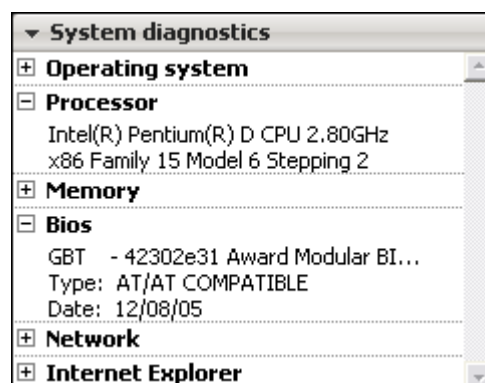 System diagnostics
Operating system
Processor
Intel(R) Pentium(R) D CPU 2.80GHz
x86 Family 15 Model 6 Stepping 2
Memory
Bios
GBT - 42302e31 Award Modular BI...
Type: AT/AT COMPATIBLE
Date: 12/08/05
Network
Internet Explorer